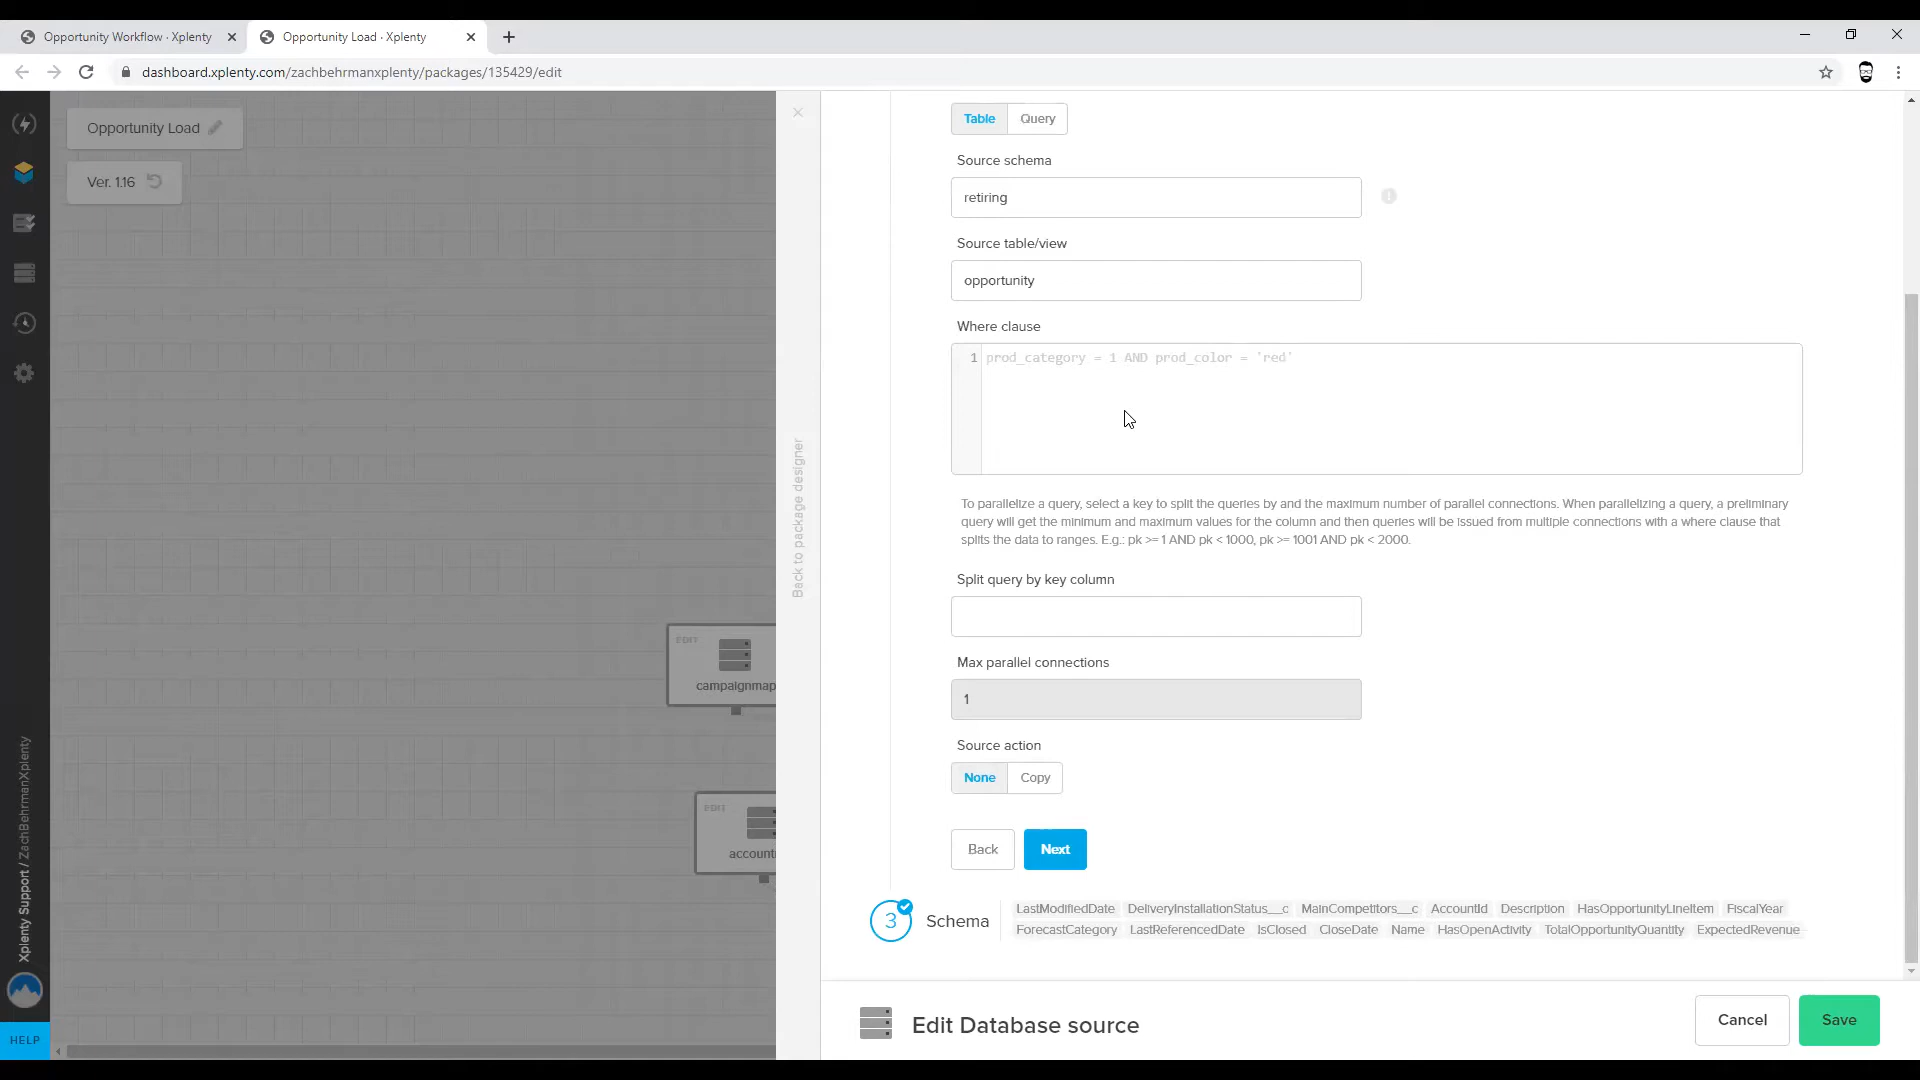 Opportunity Workflow · Xplenty
Opportunity Load · Xplenty
dashboard.xplenty.com/zachbehrmanxplenty/packages/135429/edit
Opportunity Load
Ver. 1.16
Table
Query
Source schema
retiring
Source table/view
opportunity
Where clause
1 prod_category = 1 AND prod_color = 'red'
To parallelize a query, select a key to split the queries by and the maximum number of parallel connections. When parallelizing a query, a preliminary
query will get the minimum and maximum values for the column and then queries will be issued from multiple connections with a where clause that
splits the data to ranges. E.g.: pk >= 1 AND pk < 1000, pk >= 1001 AND pk < 2000.
Split query by key column
Max parallel connections
1
Source action
None
Copy
Back
Next
3
Schema
LastModifiedDate DeliveryInstallationStatus__c MainCompetitors__c AccountId Description HasOpportunityLineItem FiscalYear
ForecastCategory LastReferencedDate IsClosed CloseDate Name HasOpenActivity TotalOpportunityQuantity ExpectedRevenue
Edit Database source
Cancel
Save
Back to package designer
EDIT
campaignmap
EDIT
account
Xplenty Support / ZachBehrmanXplenty
HELP